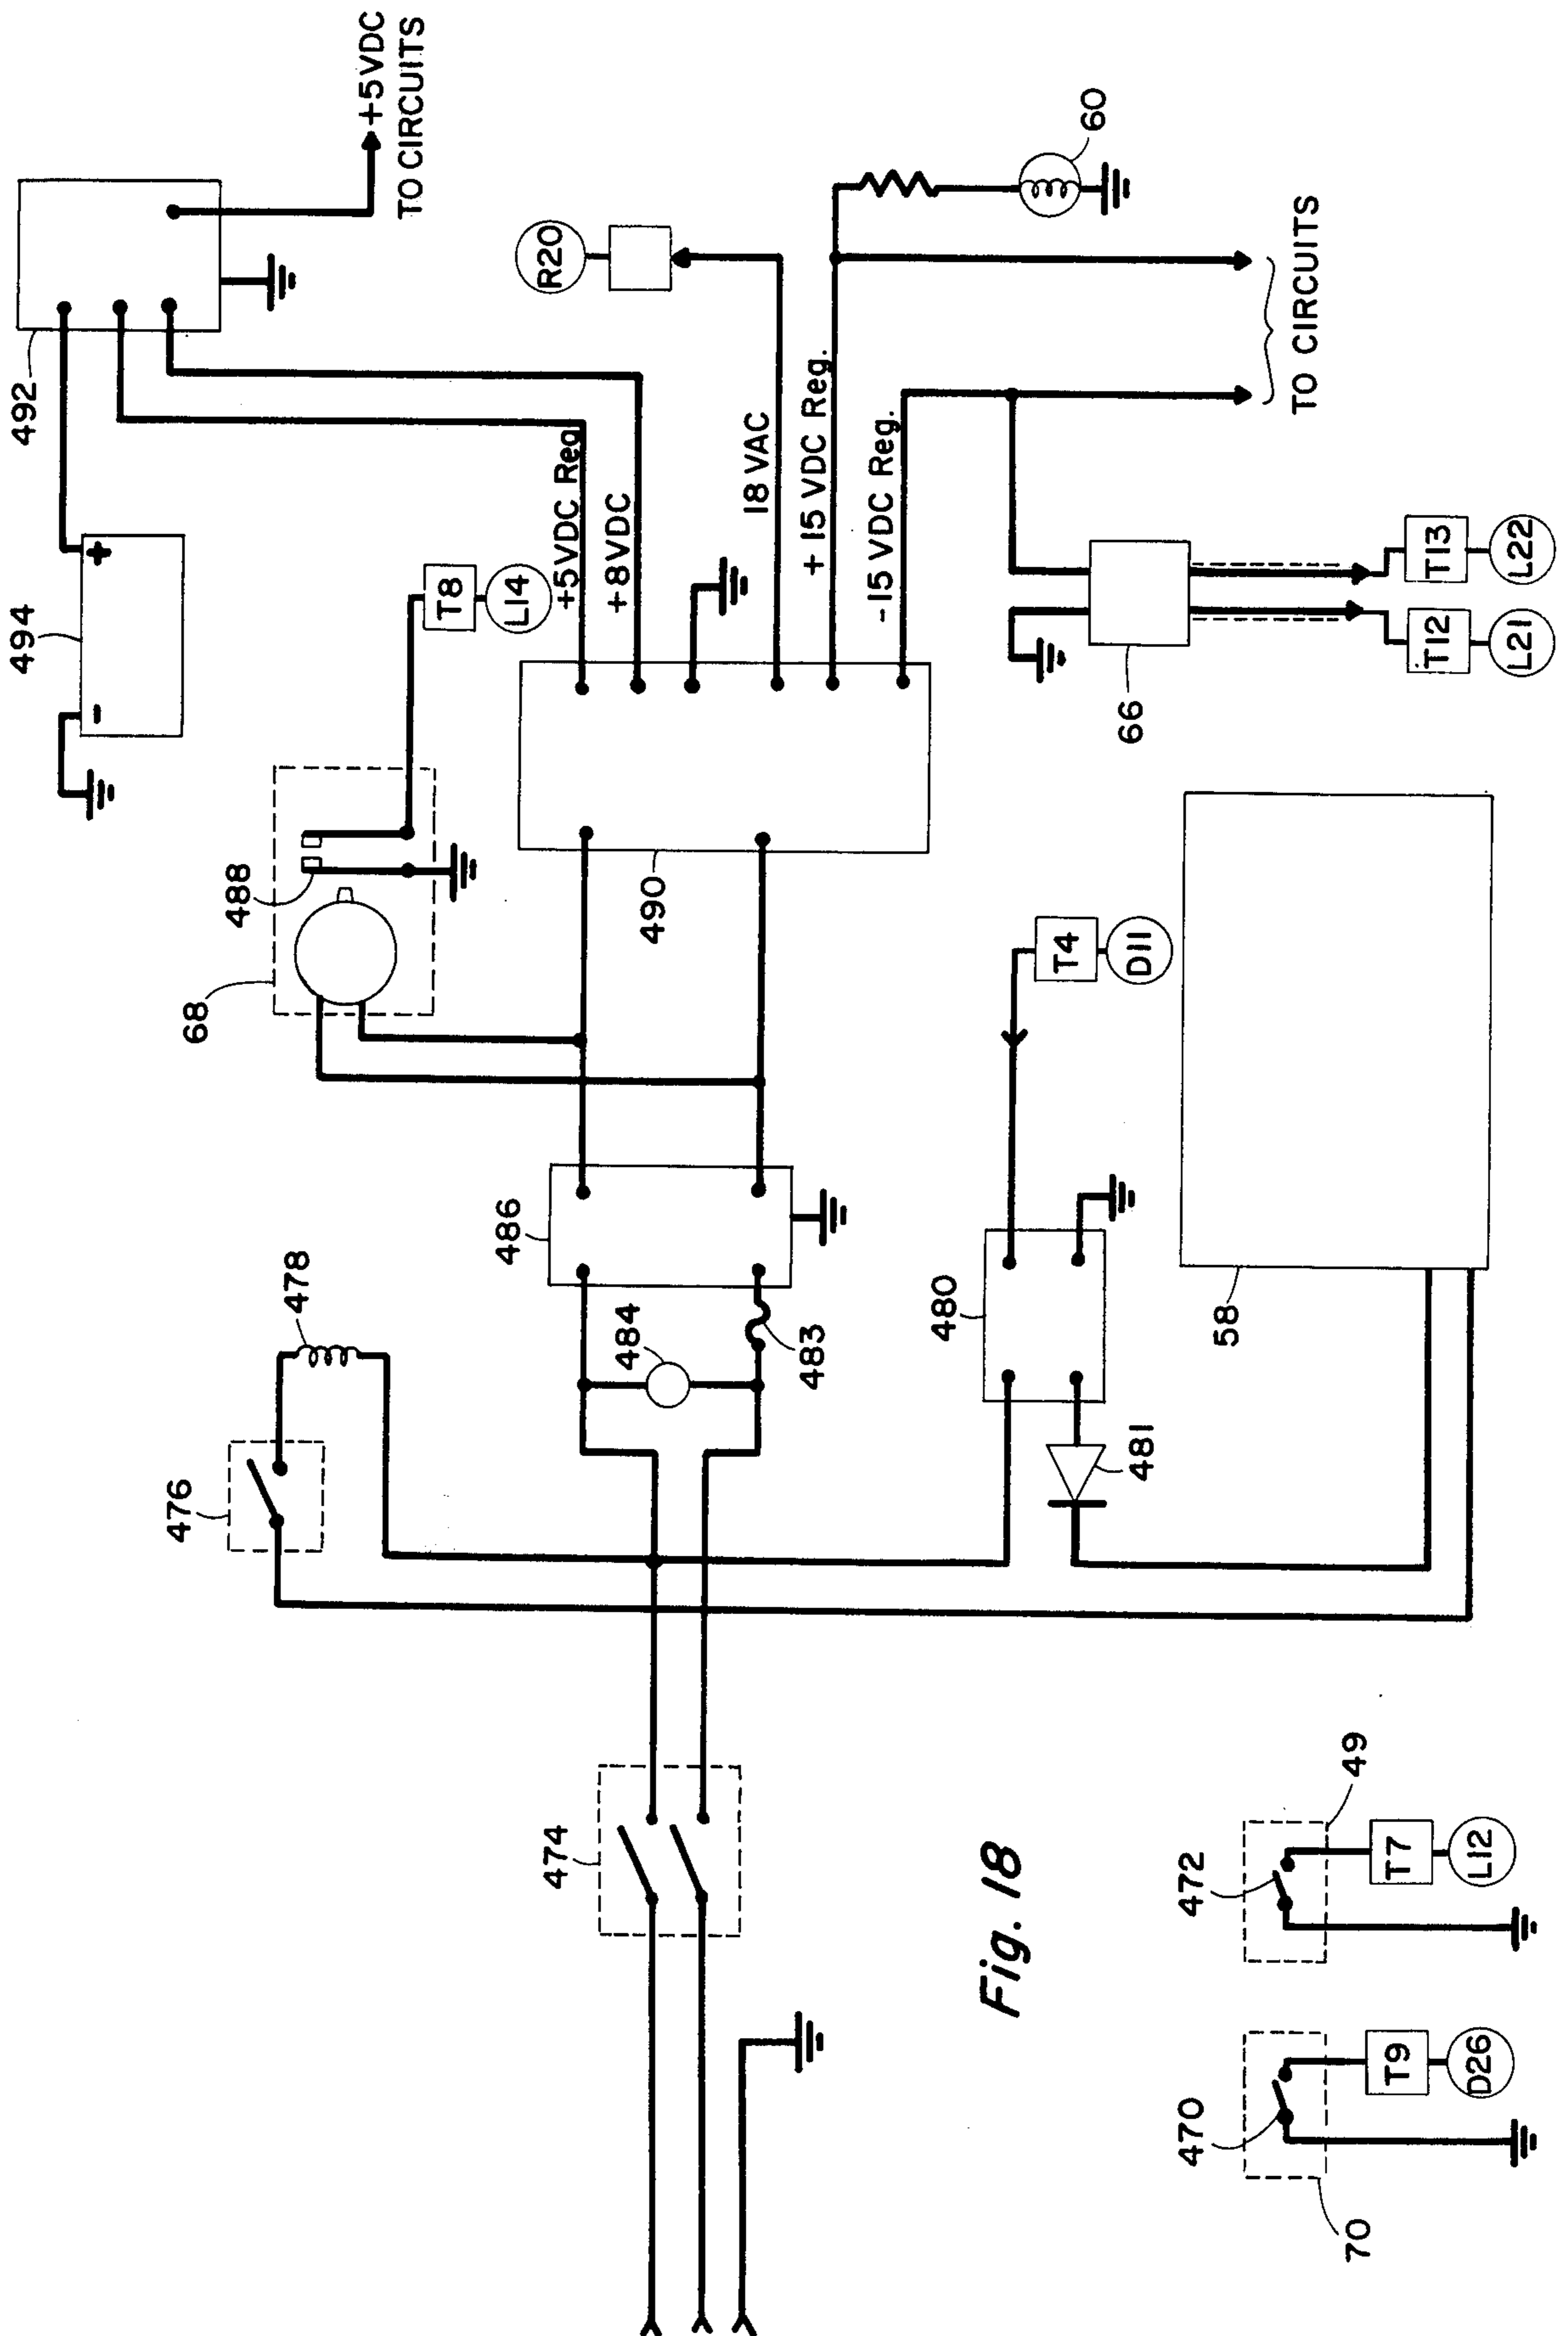 492
+5VDC
TO CIRCUITS
494
-
+
R20
60
68
488
T8
L14
+5VDC Reg.
+8VDC
18 VAC
+15 VDC Reg.
-15 VDC Reg.
TO CIRCUITS
490
66
T12
T13
L21
L22
476
478
484
483
486
480
481
T4
D11
58
474
Fig. 18
470
T9
D26
70
472
49
T7
L12